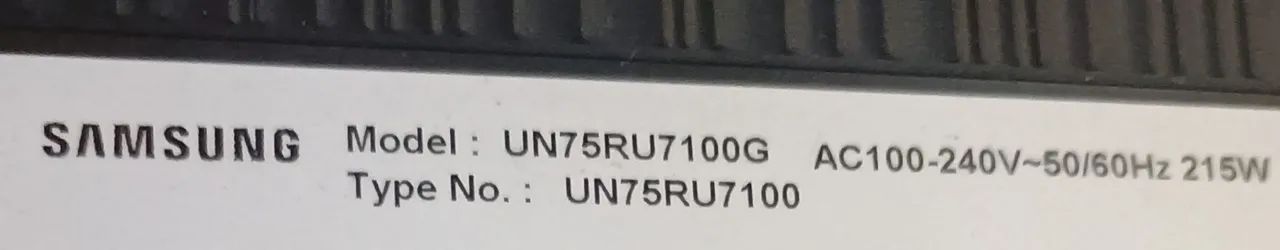 SAMSUNG Model : UN75RU7100G AC100-240V~50/60Hz 215W
Type No. : UN75RU7100